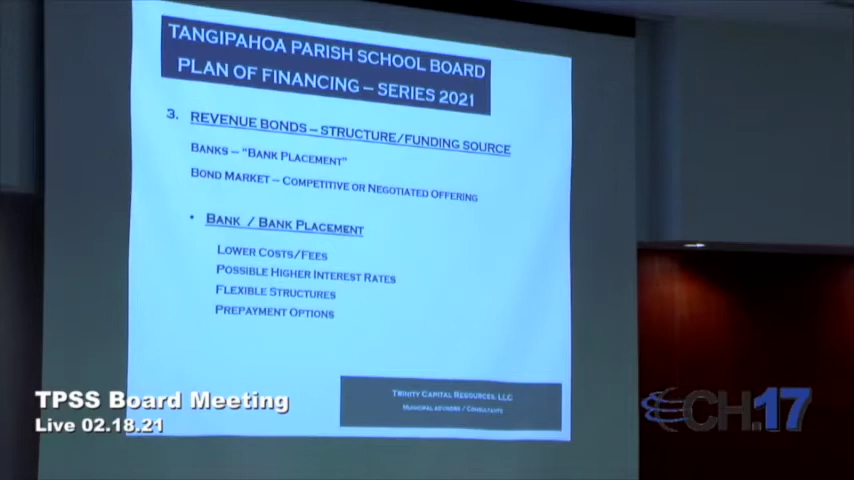 TANGIPAHOA PARISH SCHOOL BOARD
PLAN OF FINANCING – SERIES 2021
3. REVENUE BONDS – STRUCTURE/FUNDING SOURCE
BANKS – "BANK PLACEMENT"
BOND MARKET – COMPETITIVE OR NEGOTIATED OFFERING
• BANK / BANK PLACEMENT
LOWER COSTS/FEES
POSSIBLE HIGHER INTEREST RATES
FLEXIBLE STRUCTURES
PREPAYMENT OPTIONS
TRINITY CAPITAL RESOURCES, LLC
MUNICIPAL ADVISORS / CONSULTANTS
TPSS Board Meeting
Live 02.18.21
CH.17